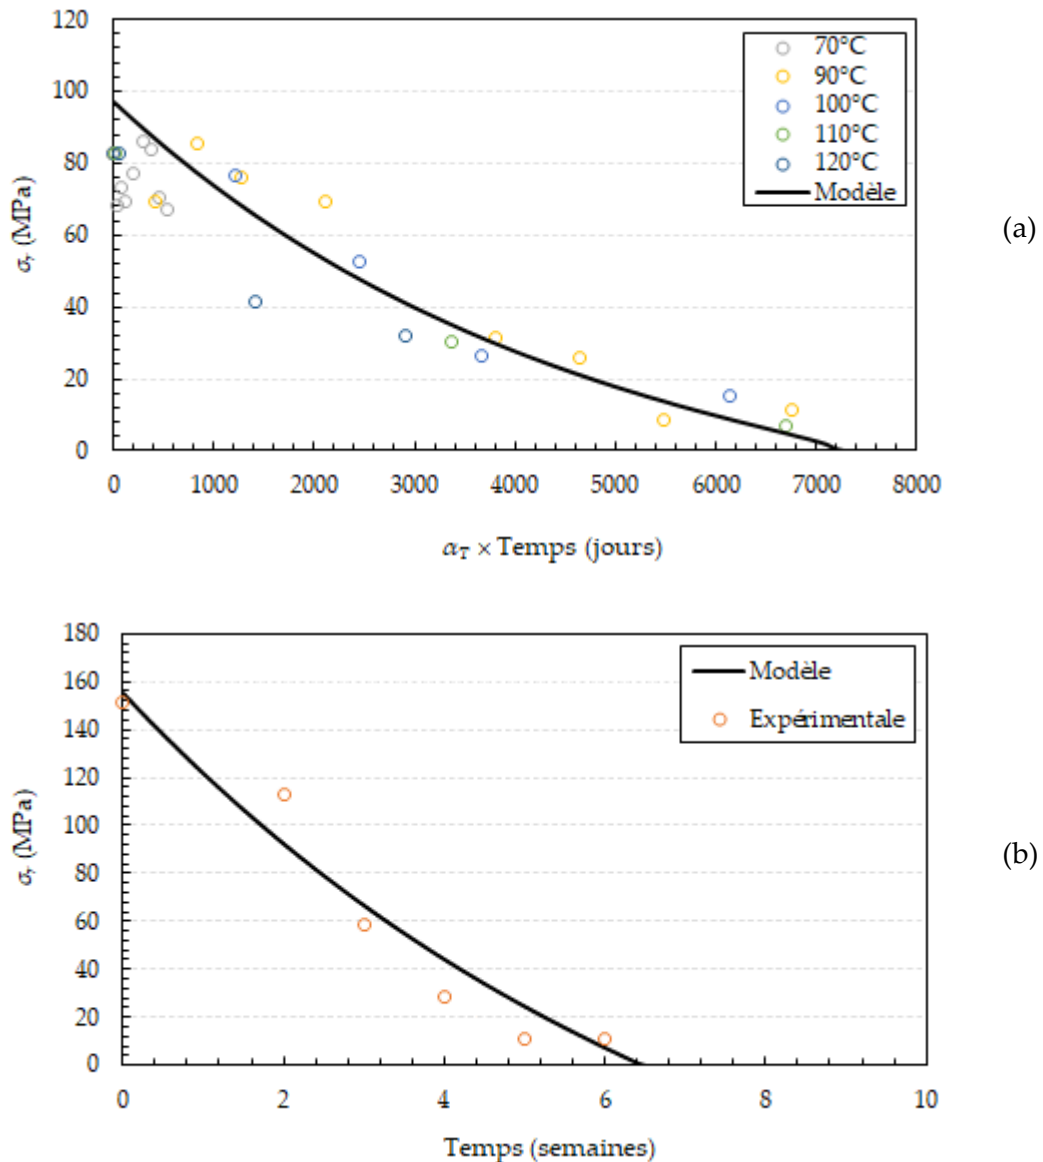 120
100
80
60
40
20
0
σr (MPa)
70°C
90°C
100°C
110°C
120°C
Modèle
(a)
0 1000 2000 3000 4000 5000 6000 7000 8000
αT × Temps (jours)
180
160
140
120
100
80
60
40
20
0
σr (MPa)
Modèle
Expérimentale
(b)
0 2 4 6 8 10
Temps (semaines)